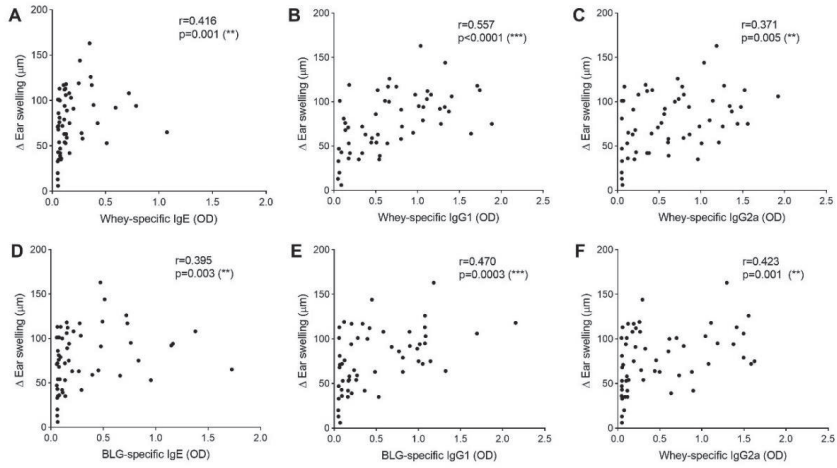 A
r=0.416
p=0.001 (**)
Δ Ear swelling (μm)
200
150
100
50
0
0.0 0.5 1.0 1.5 2.0
Whey-specific IgE (OD)
B
r=0.557
p<0.0001 (***)
Δ Ear swelling (μm)
200
150
100
50
0
0.0 0.5 1.0 1.5 2.0 2.5
Whey-specific IgG1 (OD)
C
r=0.371
p=0.005 (**)
Δ Ear swelling (μm)
200
150
100
50
0
0.0 0.5 1.0 1.5 2.0 2.5
Whey-specific IgG2a (OD)
D
r=0.395
p=0.003 (**)
Δ Ear swelling (μm)
200
150
100
50
0
0.0 0.5 1.0 1.5 2.0
BLG-specific IgE (OD)
E
r=0.470
p=0.0003 (***)
Δ Ear swelling (μm)
200
150
100
50
0
0.0 0.5 1.0 1.5 2.0 2.5
BLG-specific IgG1 (OD)
F
r=0.423
p=0.001 (**)
Δ Ear swelling (μm)
200
150
100
50
0
0.0 0.5 1.0 1.5 2.0 2.5
Whey-specific IgG2a (OD)